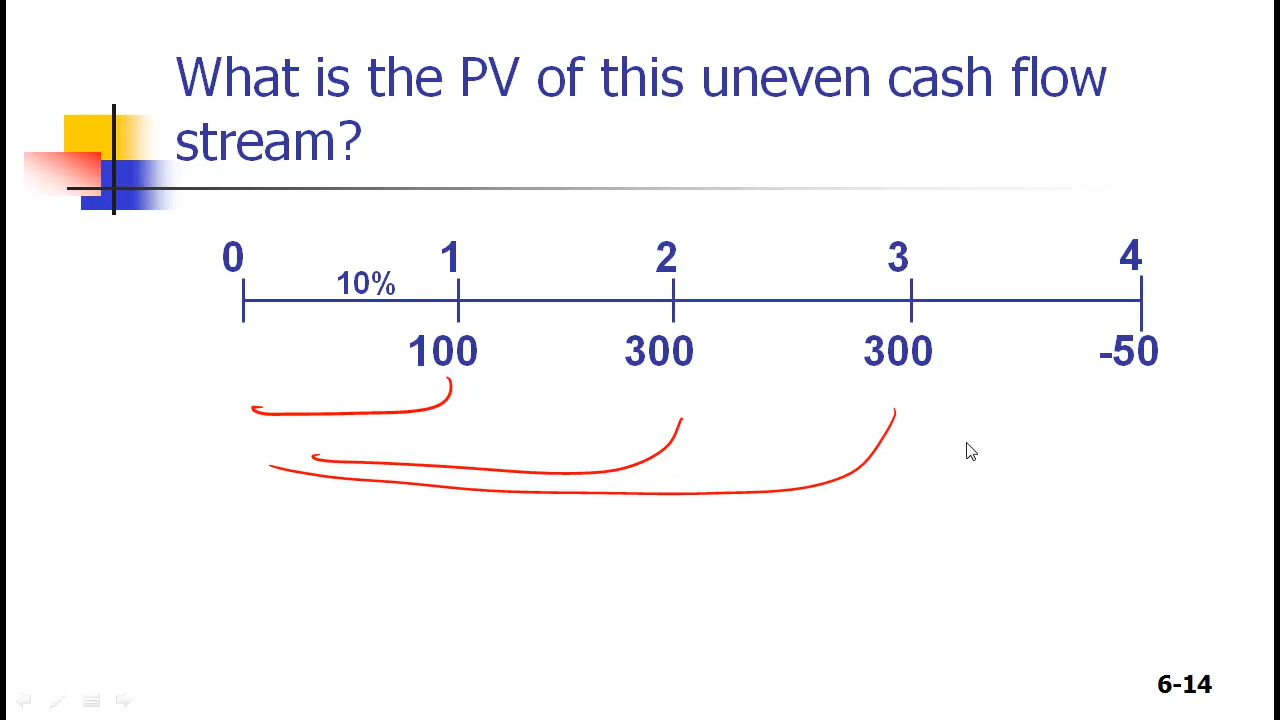 What is the PV of this uneven cash flow
stream?
0 1 2 3 4
10%
100 300 300 -50
6-14